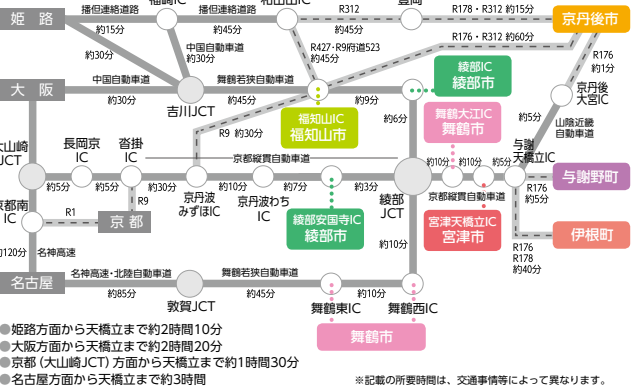 播但連絡道路
福崎IC
播但連絡道路
和田山IC
R312
豊岡
R178・R312 約15分
姫路
約15分
約45分
約45分
京丹後市
R176・R312 約60分
約30分
中国自動車道
約30分
R427・R9府道523
約45分
R176
約1分
綾部IC
綾部市
大阪
中国自動車道
約30分
吉川JCT
舞鶴若狭自動車道
約45分
約9分
京丹後
大宮IC
福知山IC
福知山市
約6分
舞鶴大江IC
舞鶴市
約5分
山陰近畿
自動車道
R9 約30分
大山崎
JCT
長岡京
IC
沓掛
IC
京都縦貫自動車道
与謝
天橋立IC
約10分
約10分
約5分
約5分
約5分
約30分
京丹波
みずほIC
約10分
京丹波わち
IC
約7分
約3分
綾部
JCT
京都縦貫自動車道
与謝野町
R176
約5分
京都南
IC
R1
R9
京都
綾部安国寺IC
綾部市
宮津天橋立IC
宮津市
伊根町
約120分
名神高速
約10分
R176
R178
約40分
名古屋
名神高速・北陸自動車道
約85分
敦賀JCT
舞鶴若狭自動車道
約45分
舞鶴東IC
約10分
舞鶴西IC
舞鶴市
●姫路方面から天橋立まで約2時間10分
●大阪方面から天橋立まで約2時間20分
●京都（大山崎JCT）方面から天橋立まで約1時間30分
●名古屋方面から天橋立まで約3時間
※記載の所要時間は、交通事情等によって異なります。